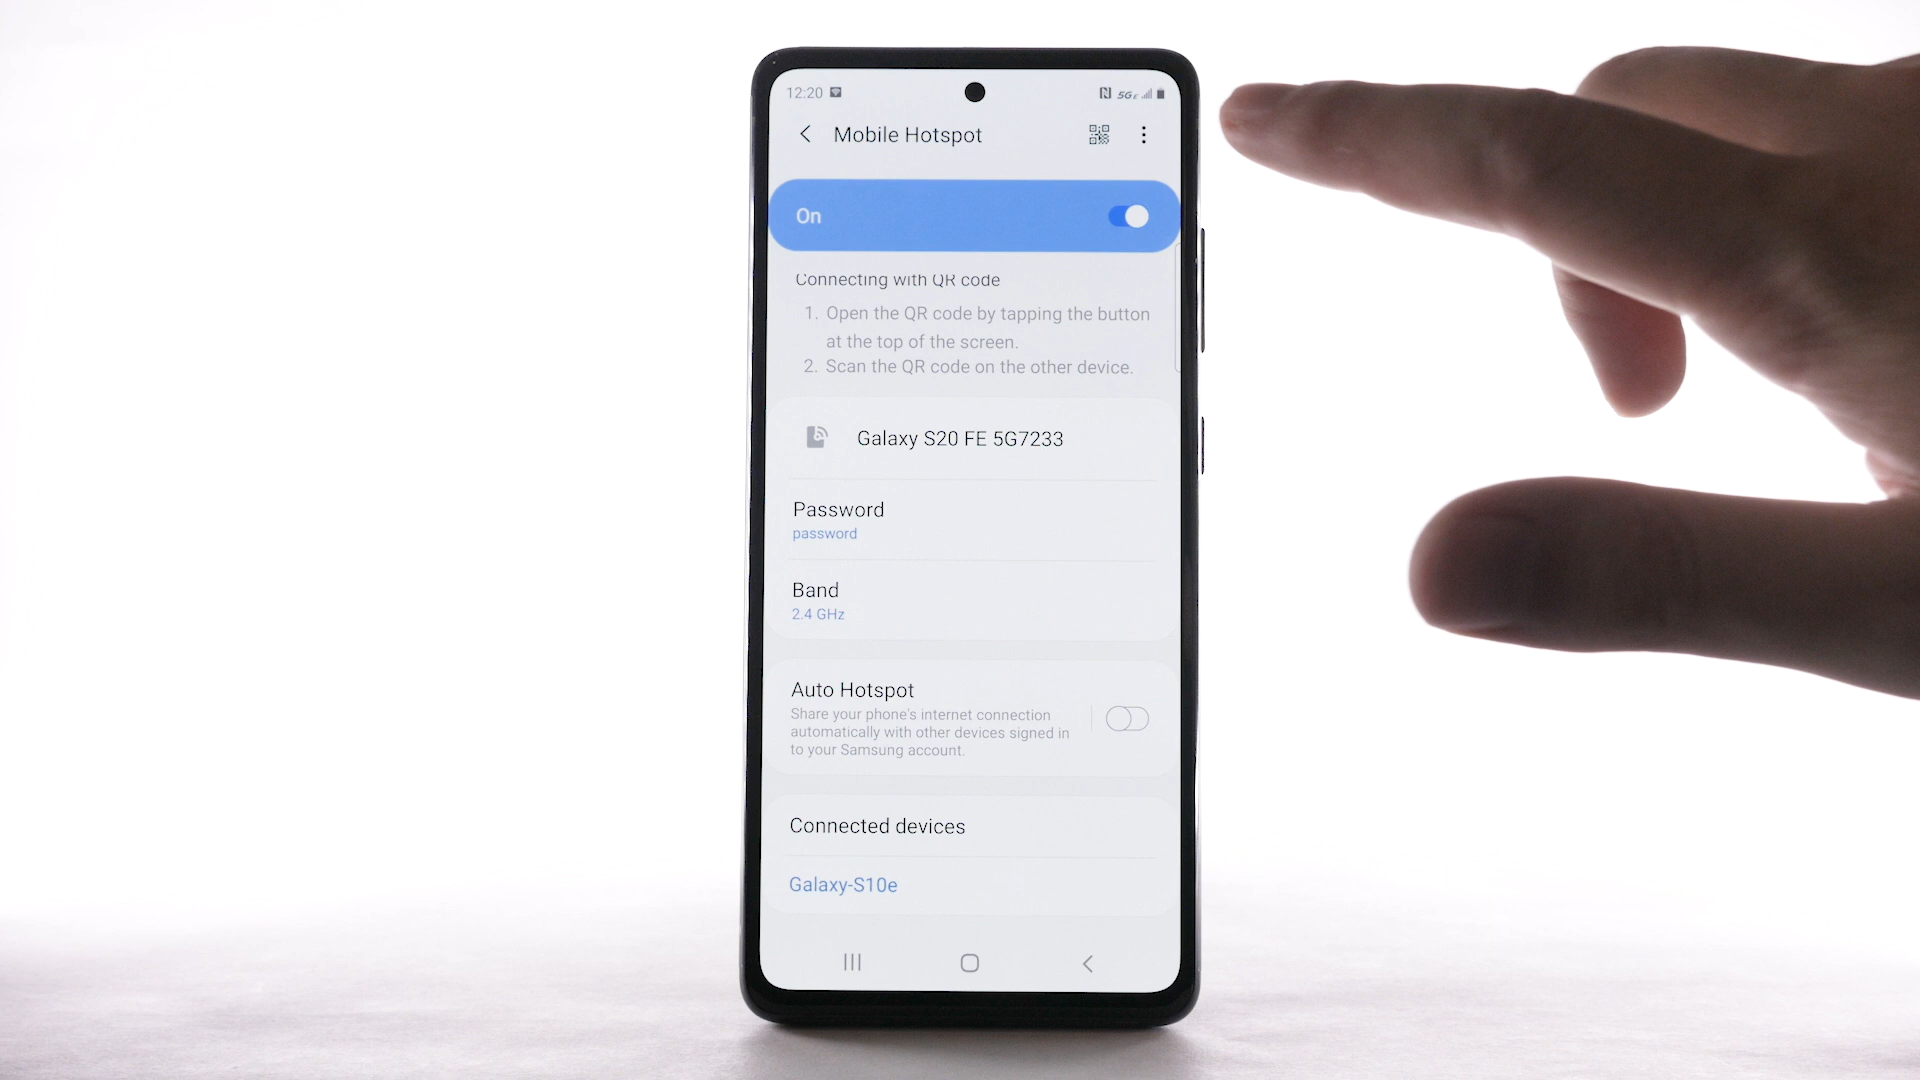 12:20 5GE
Mobile Hotspot
On
Connecting with QR code
1. Open the QR code by tapping the button
at the top of the screen.
2. Scan the QR code on the other device.
Galaxy S20 FE 5G7233
Password
password
Band
2.4 GHz
Auto Hotspot
Share your phone's internet connection
automatically with other devices signed in
to your Samsung account.
Connected devices
Galaxy-S10e